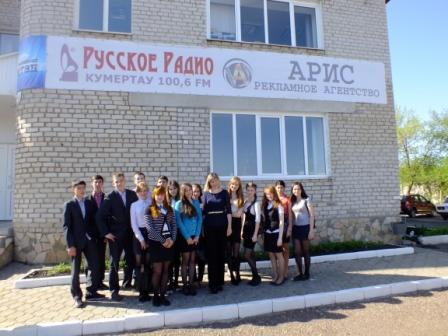 РУССКОЕ РАДИО
КУМЕРТАУ 100,6 FM
АРИС
РЕКЛАМНОЕ АГЕНТСТВО